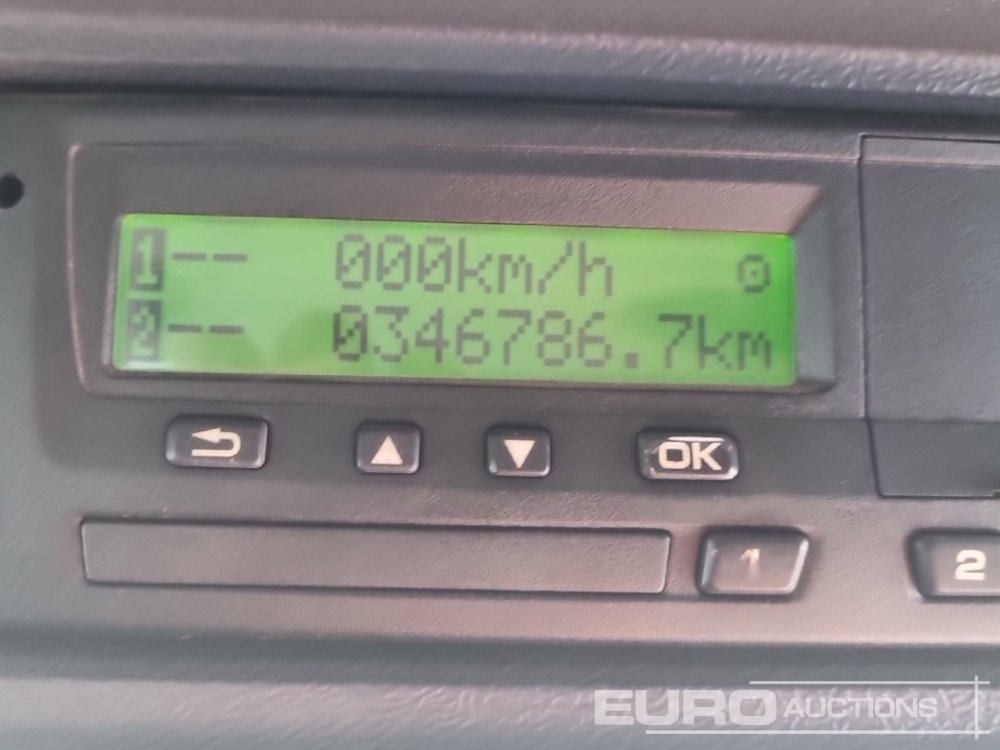 1-- 000km/h
2-- 0346786.7km
OK
1 2
EURO AUCTIONS